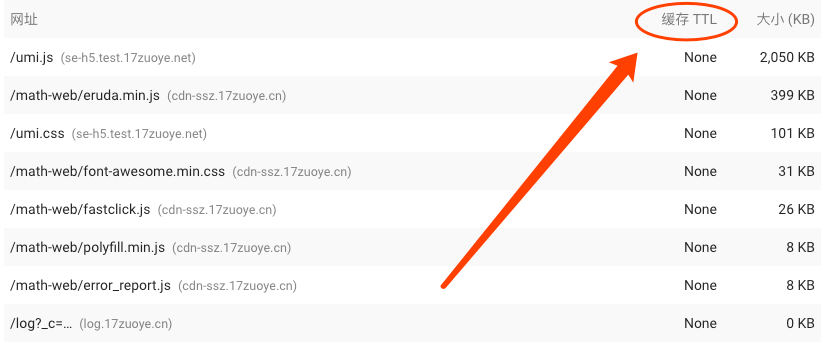 网址 缓存 TTL 大小 (KB)
/umi.js (se-h5.test.17zuoye.net) None 2,050 KB
/math-web/eruda.min.js (cdn-ssz.17zuoye.cn) None 399 KB
/umi.css (se-h5.test.17zuoye.net) None 101 KB
/math-web/font-awesome.min.css (cdn-ssz.17zuoye.cn) None 31 KB
/math-web/fastclick.js (cdn-ssz.17zuoye.cn) None 26 KB
/math-web/polyfill.min.js (cdn-ssz.17zuoye.cn) None 8 KB
/math-web/error_report.js (cdn-ssz.17zuoye.cn) None 8 KB
/log?_c=… (log.17zuoye.cn) None 0 KB